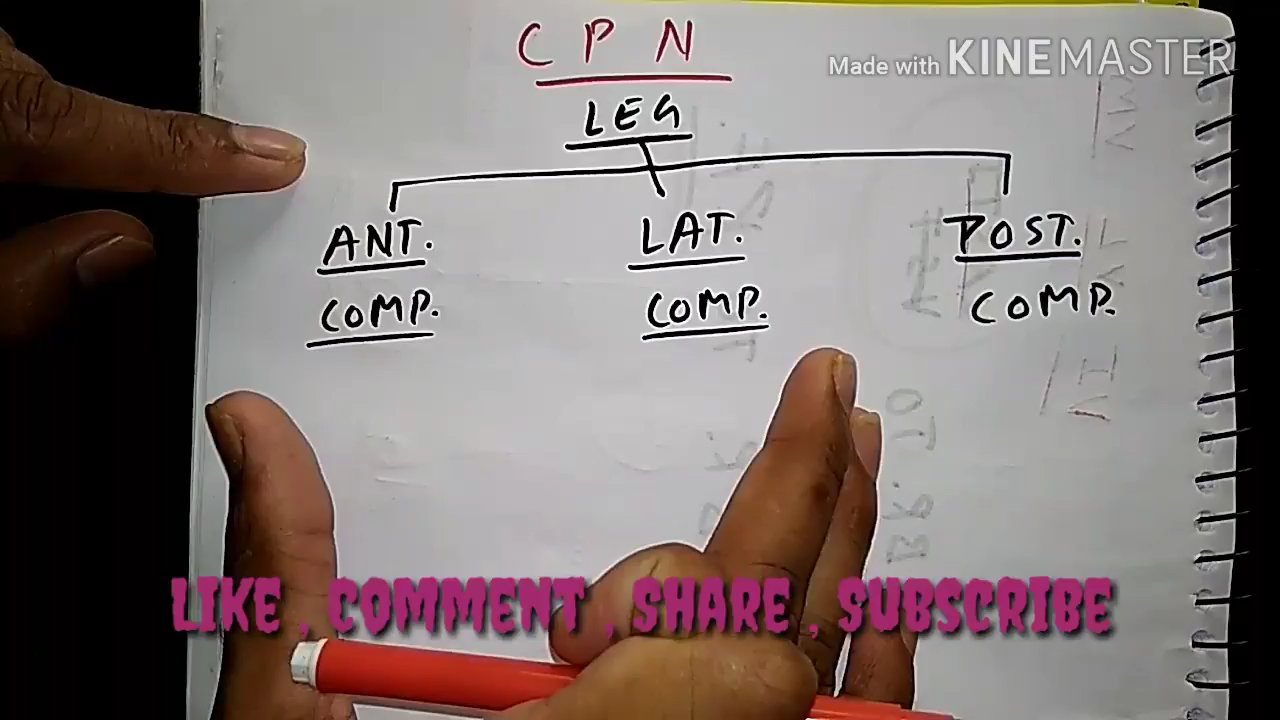 C P N
Made with KINEMASTER
LEG
ANT. LAT. POST.
COMP. COMP. COMP.
LIKE , COMMENT , SHARE , SUBSCRIBE